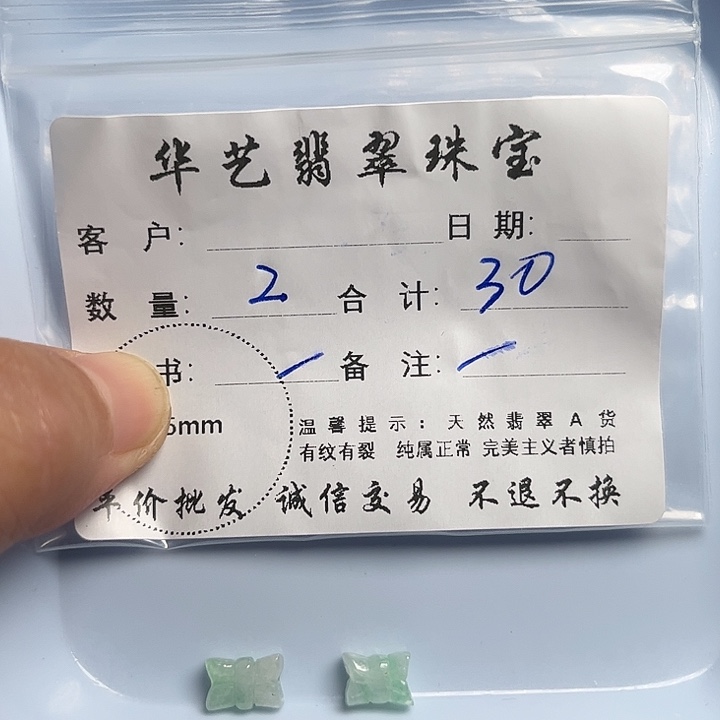 华艺翡翠珠宝
客 户: 日 期:
数 量: 2 合 计: 30
书: 备 注:
5mm 温馨提示: 天然翡翠A货
有纹有裂 纯属正常 完美主义者慎拍
平价批发 诚信交易 不退不换